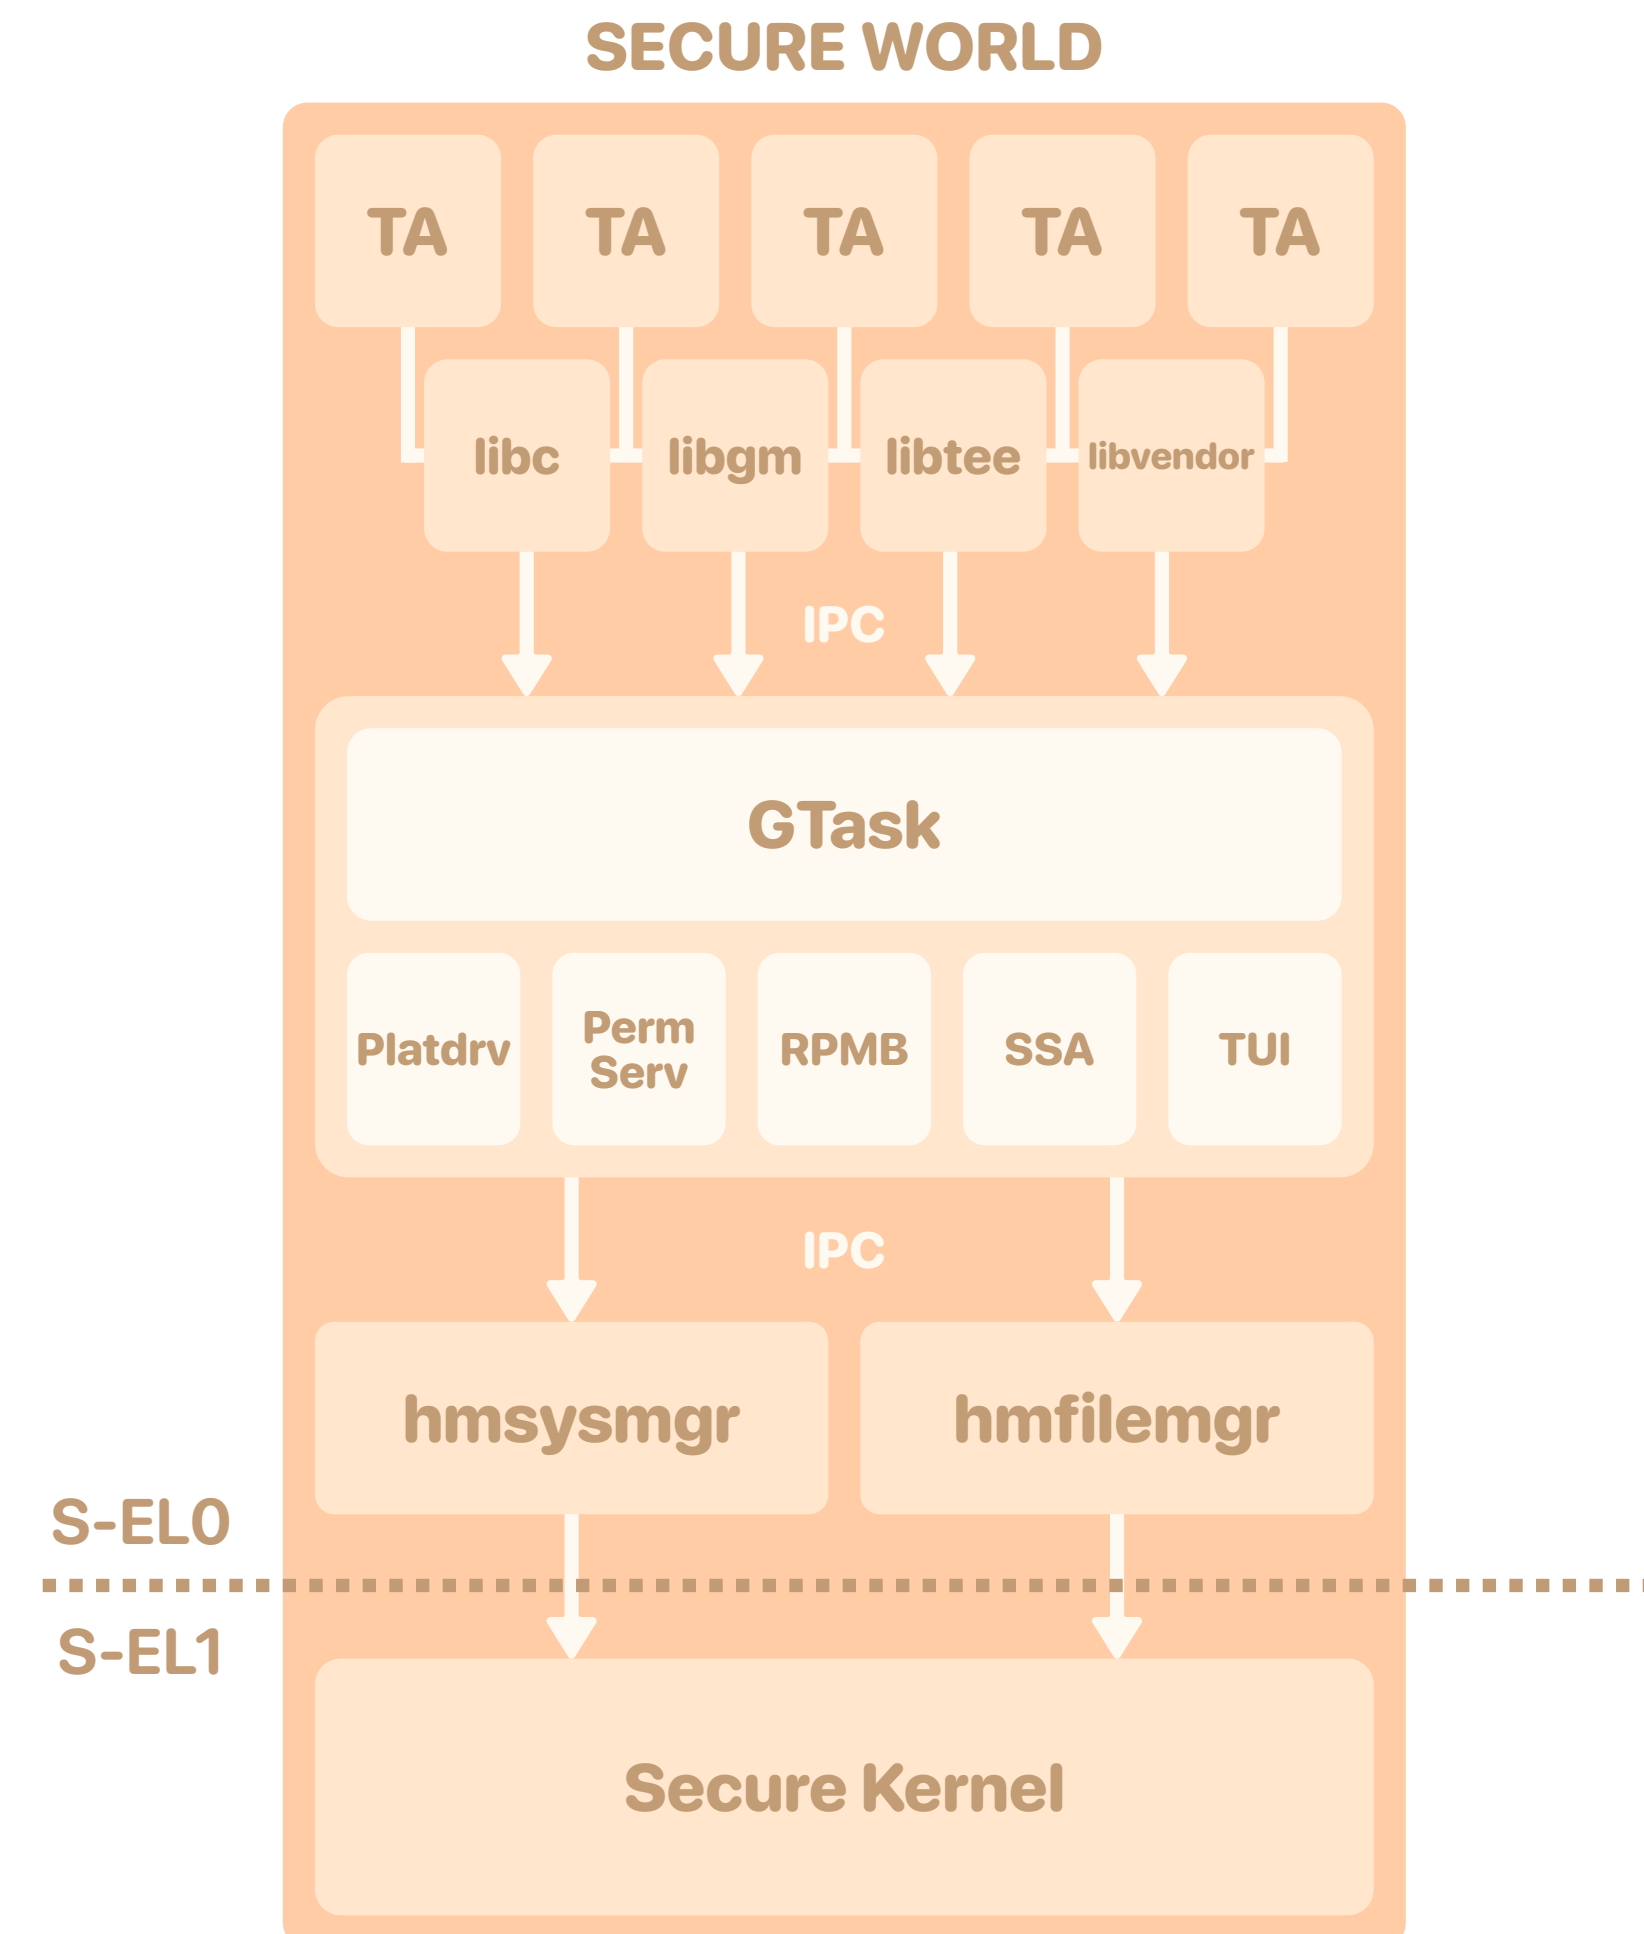 SECURE WORLD
TA TA TA TA TA
libc libgm libtee libvendor
IPC
GTask
Platdrv Perm Serv RPMB SSA TUI
IPC
hmsysmgr hmfilemgr
S-EL0
S-EL1
Secure Kernel